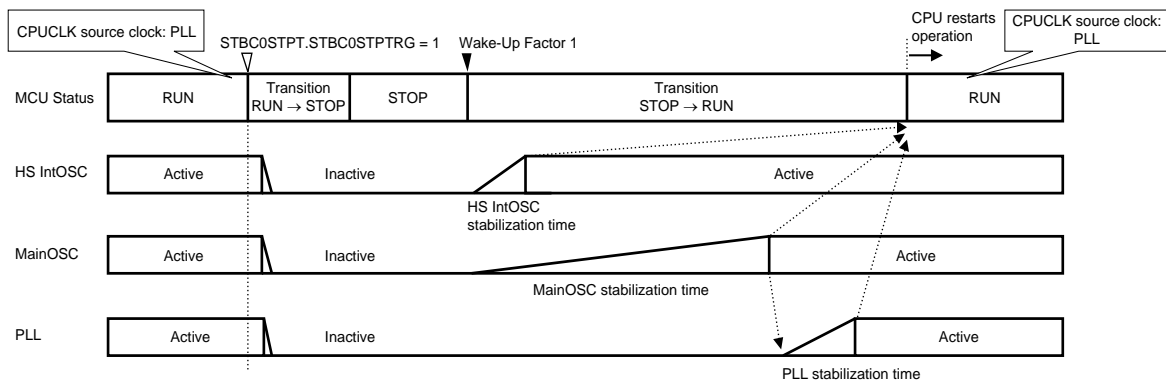 CPUCLK source clock: PLL
STBC0STPT.STBC0STPTRG = 1
Wake-Up Factor 1
CPU restarts
operation
CPUCLK source clock:
PLL
MCU Status
RUN
Transition
RUN → STOP
STOP
Transition
STOP → RUN
RUN
HS IntOSC
Active
Inactive
Active
HS IntOSC
stabilization time
MainOSC
Active
Inactive
Active
MainOSC stabilization time
PLL
Active
Inactive
Active
PLL stabilization time